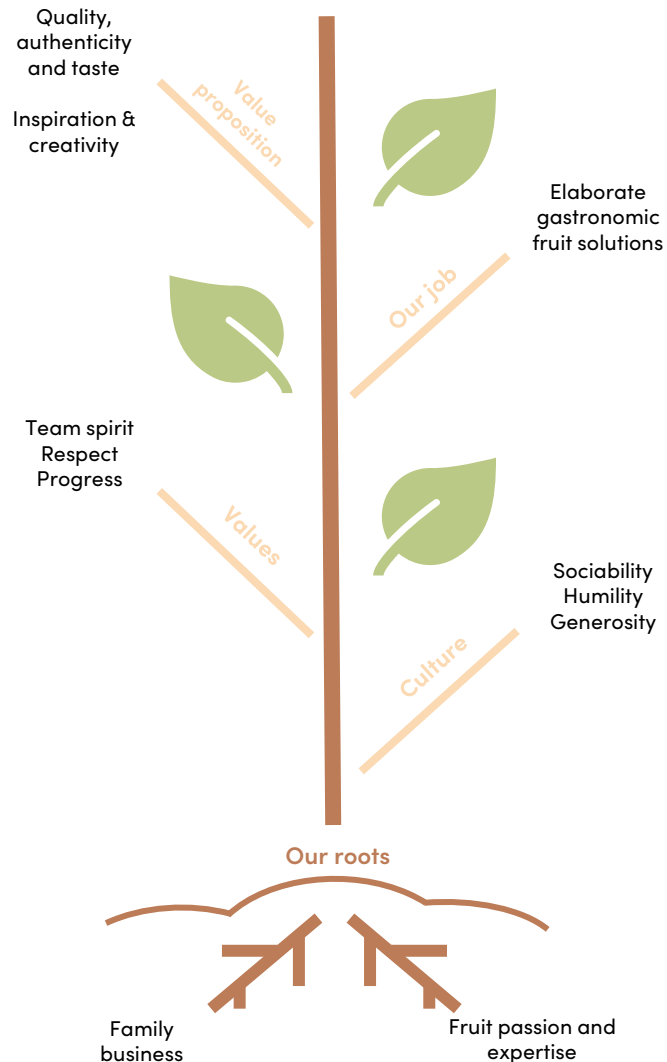 Quality,
authenticity
and taste
Inspiration &
creativity
Value
proposition
Elaborate
gastronomic
fruit solutions
Our job
Team spirit
Respect
Progress
Values
Sociability
Humility
Generosity
Culture
Our roots
Family
business
Fruit passion and
expertise